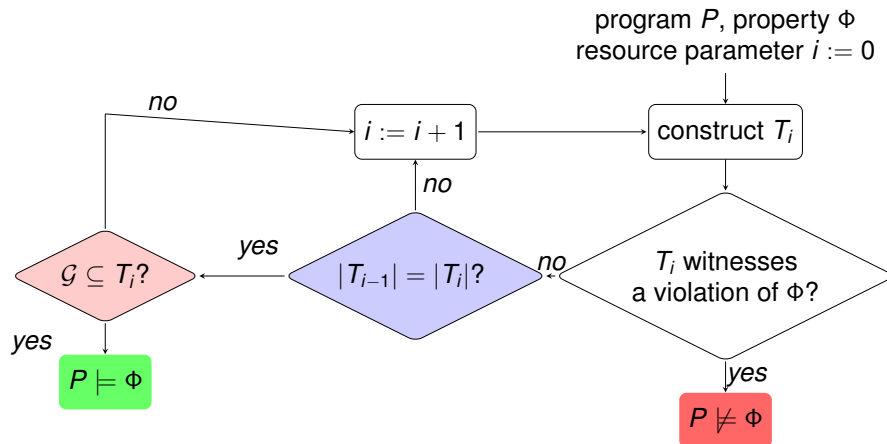 program P, property Φ
resource parameter i := 0
no
i := i + 1
construct T_i
no
yes
no
𝒢 ⊆ T_i?
|T_{i−1}| = |T_i|?
T_i witnesses
a violation of Φ?
yes
yes
P ⊨ Φ
P ⊭ Φ